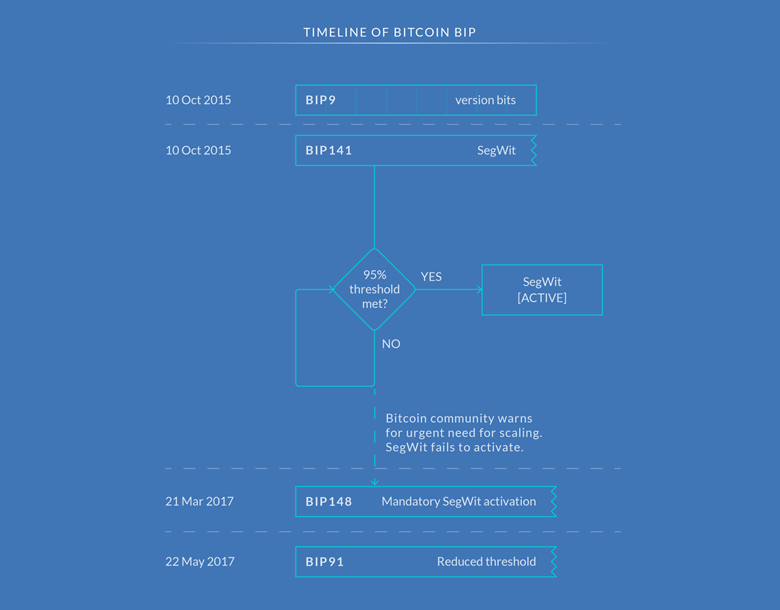 TIMELINE OF BITCOIN BIP
10 Oct 2015 BIP9 version bits
10 Oct 2015 BIP141 SegWit
95%
threshold
met?
YES
SegWit
[ACTIVE]
NO
Bitcoin community warns
for urgent need for scaling.
SegWit fails to activate.
21 Mar 2017 BIP148 Mandatory SegWit activation
22 May 2017 BIP91 Reduced threshold